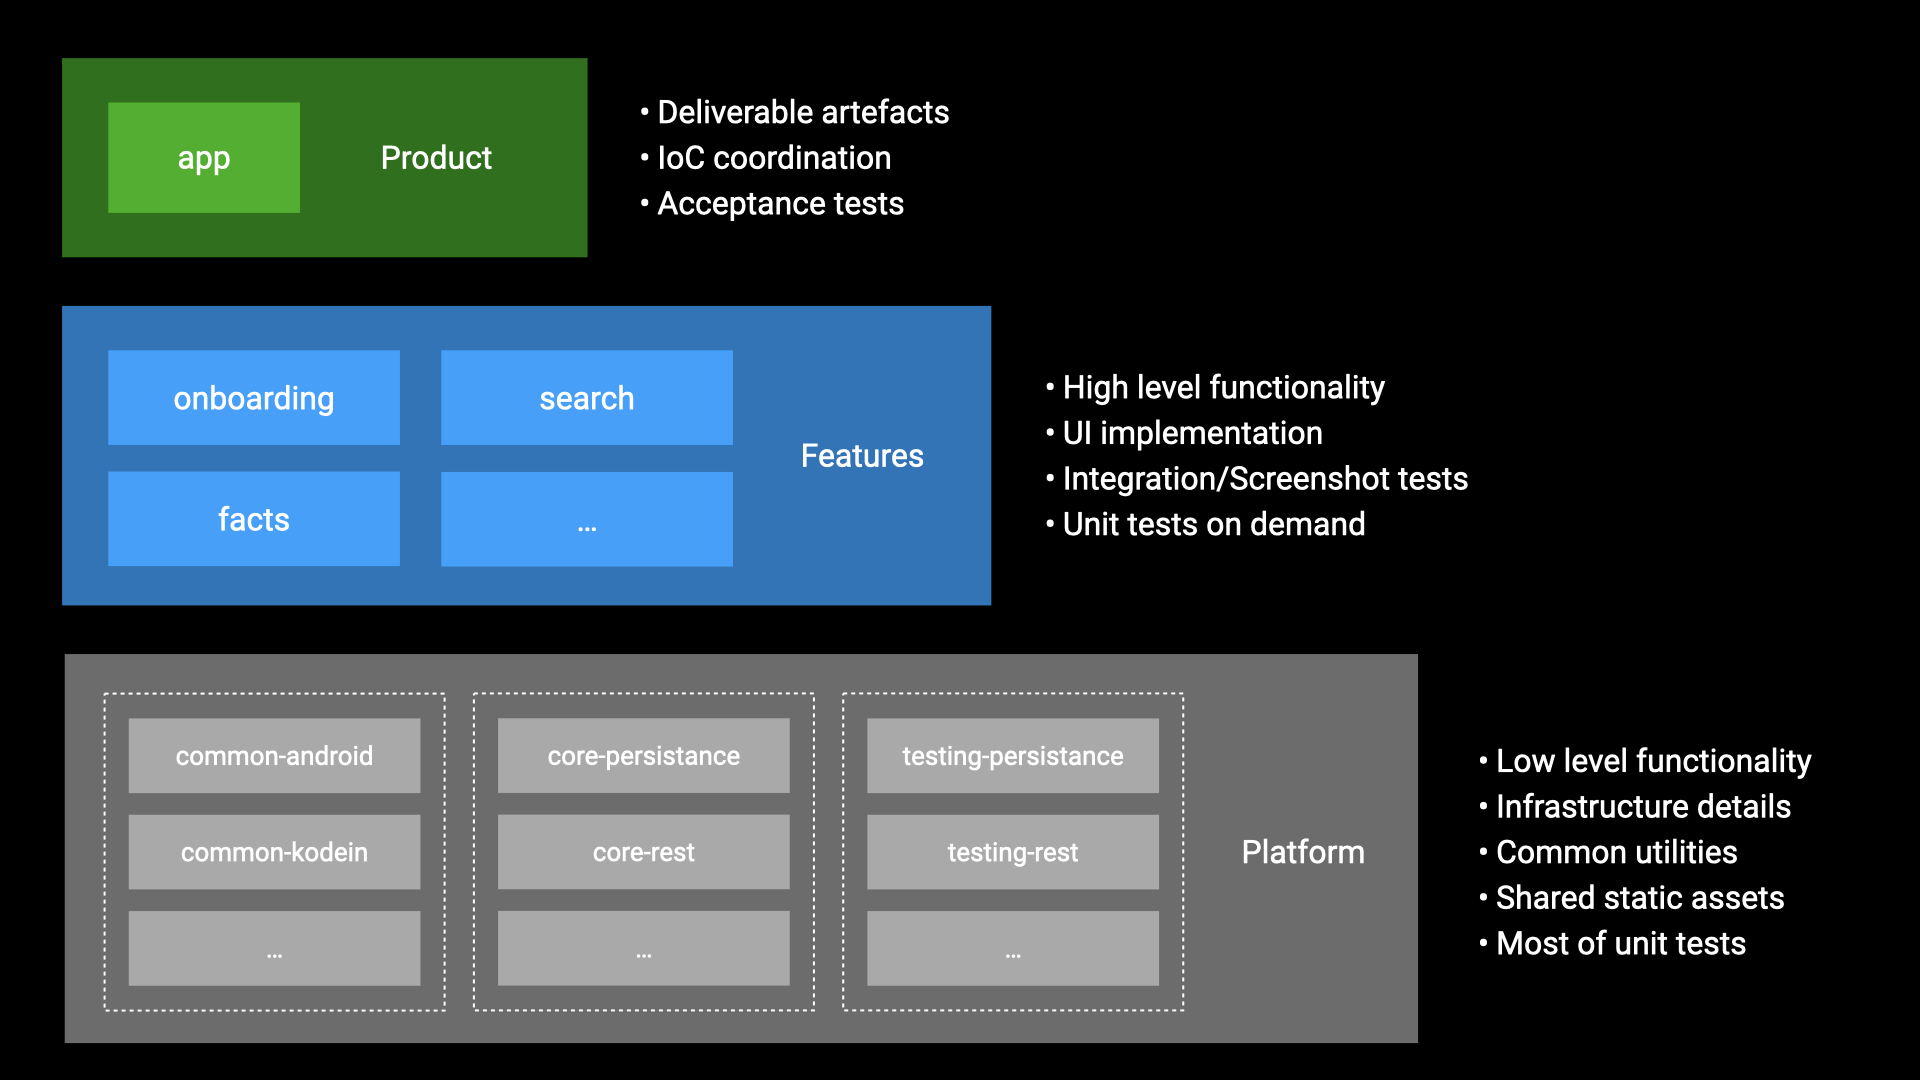 app
Product
• Deliverable artefacts
• IoC coordination
• Acceptance tests
onboarding
search
facts
...
Features
• High level functionality
• UI implementation
• Integration/Screenshot tests
• Unit tests on demand
common-android
common-kodein
...
core-persistance
core-rest
...
testing-persistance
testing-rest
...
Platform
• Low level functionality
• Infrastructure details
• Common utilities
• Shared static assets
• Most of unit tests